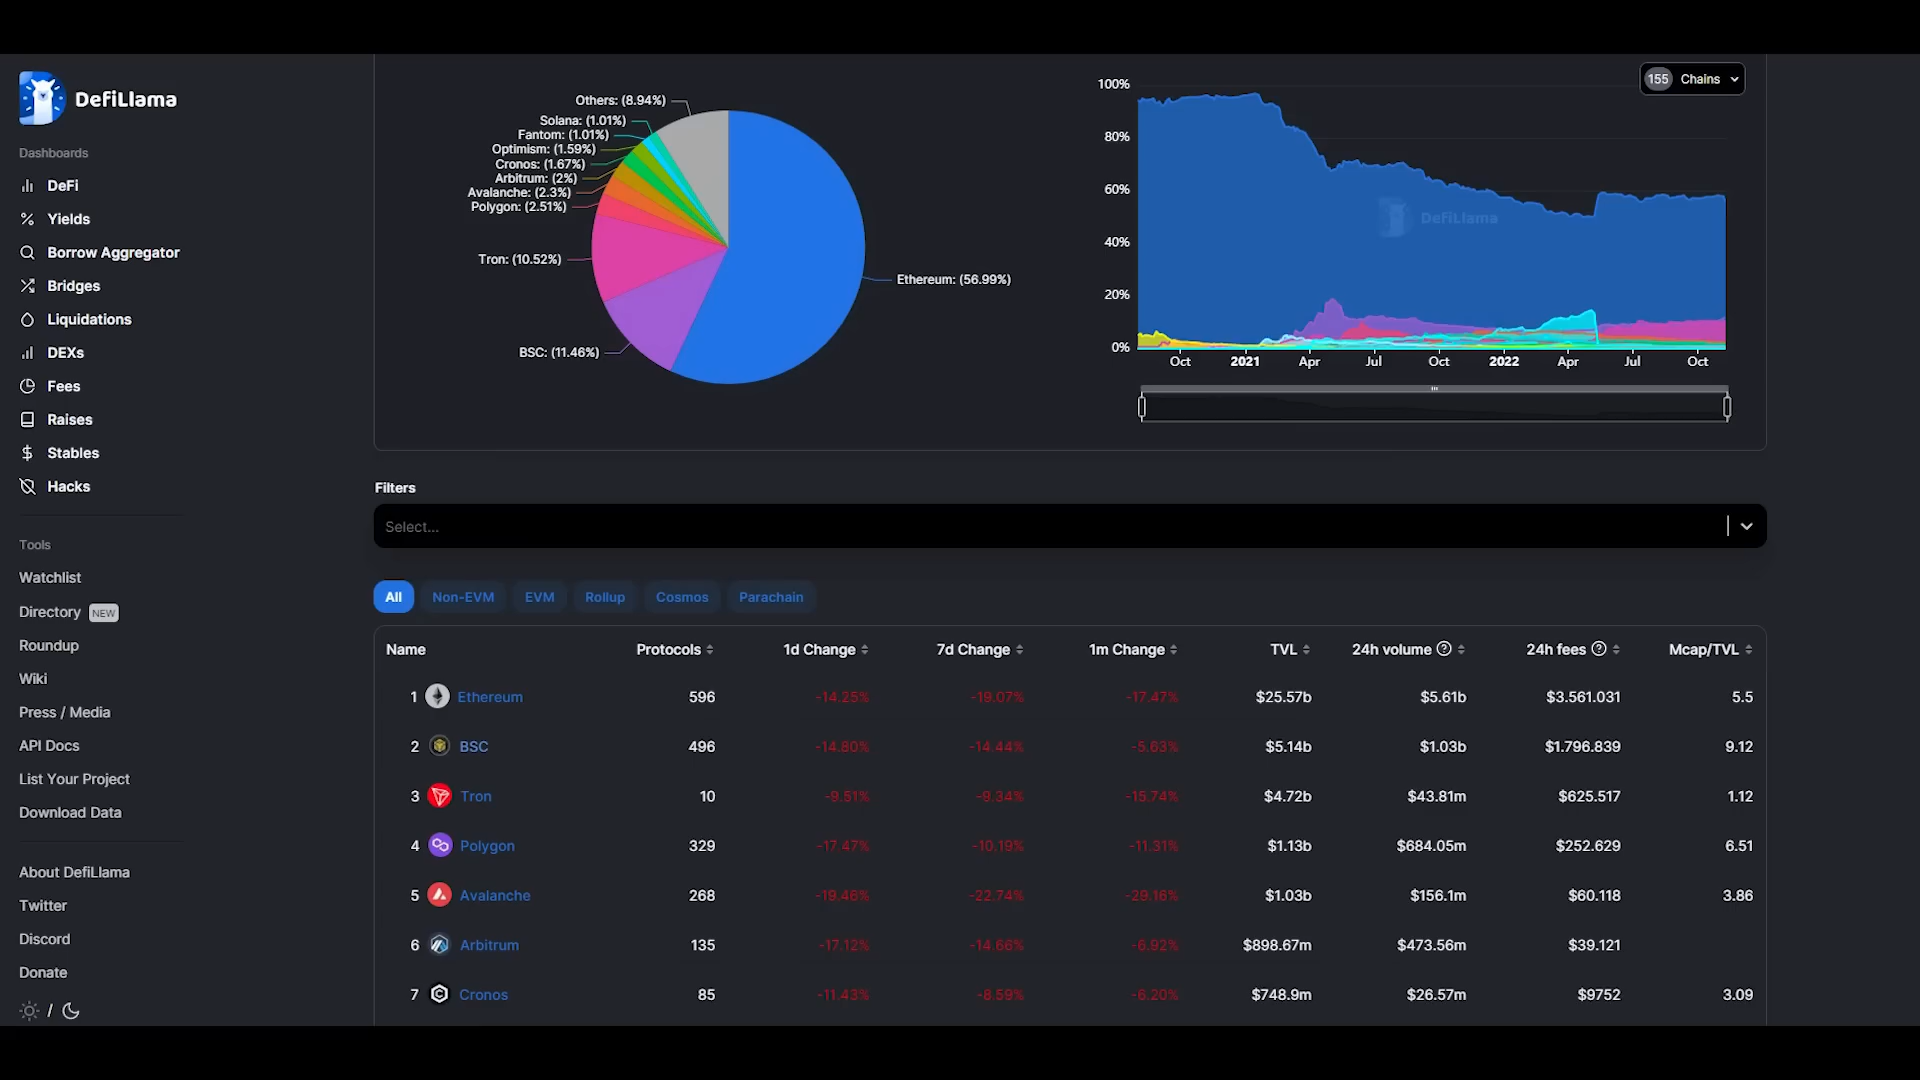 DefiLlama
Dashboards
DeFi
Yields
Borrow Aggregator
Bridges
Liquidations
DEXs
Fees
Raises
Stables
Hacks
Tools
Watchlist
Directory NEW
Roundup
Wiki
Press / Media
API Docs
List Your Project
Download Data
About DefiLlama
Twitter
Discord
Donate
/
Others: (8.94%)
Solana: (1.01%)
Fantom: (1.01%)
Optimism: (1.59%)
Cronos: (1.67%)
Arbitrum: (2%)
Avalanche: (2.3%)
Polygon: (2.51%)
Tron: (10.52%)
Ethereum: (56.99%)
BSC: (11.46%)
155 Chains
100%
80%
60%
40%
20%
0%
DefiLlama
Oct 2021 Apr Jul Oct 2022 Apr Jul Oct
Filters
Select...
All Non-EVM EVM Rollup Cosmos Parachain
Name Protocols 1d Change 7d Change 1m Change TVL 24h volume 24h fees Mcap/TVL
1 Ethereum 596 -14.25% -19.07% -17.47% $25.57b $5.61b $3.561.031 5.5
2 BSC 496 -14.80% -14.44% -5.63% $5.14b $1.03b $1.796.839 9.12
3 Tron 10 -9.51% -9.34% -15.74% $4.72b $43.81m $625.517 1.12
4 Polygon 329 -17.47% -10.19% -11.31% $1.13b $684.05m $252.629 6.51
5 Avalanche 268 -19.46% -22.74% -29.16% $1.03b $156.1m $60.118 3.86
6 Arbitrum 135 -17.12% -14.66% -6.92% $898.67m $473.56m $39.121
7 Cronos 85 -11.43% -8.59% -6.20% $748.9m $26.57m $9752 3.09